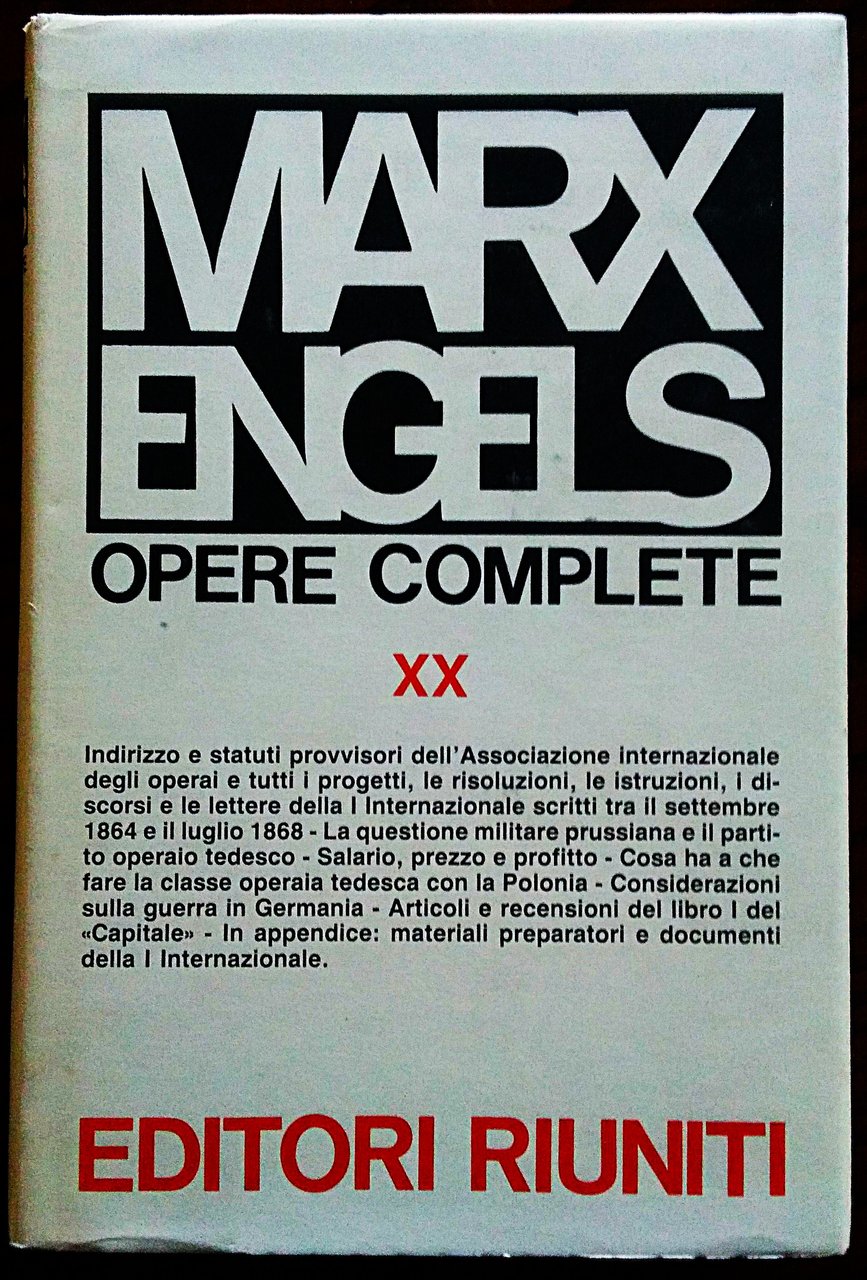 MARX
ENGELS
OPERE COMPLETE
XX
Indirizzo e statuti provvisori dell'Associazione internazionale
degli operai e tutti i progetti, le risoluzioni, le istruzioni, i di-
scorsi e le lettere della I Internazionale scritti tra il settembre
1864 e il luglio 1868 - La questione militare prussiana e il parti-
to operaio tedesco - Salario, prezzo e profitto - Cosa ha a che
fare la classe operaia tedesca con la Polonia - Considerazioni
sulla guerra in Germania - Articoli e recensioni del libro I del
«Capitale» - In appendice: materiali preparatori e documenti
della I Internazionale.
EDITORI RIUNITI